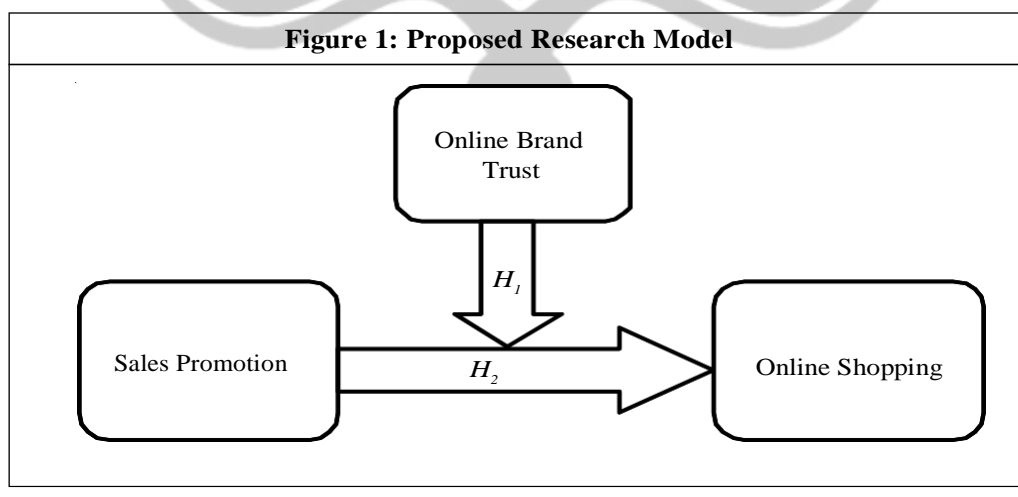 Figure 1: Proposed Research Model
Online Brand
Trust
H1
Sales Promotion
H2
Online Shopping